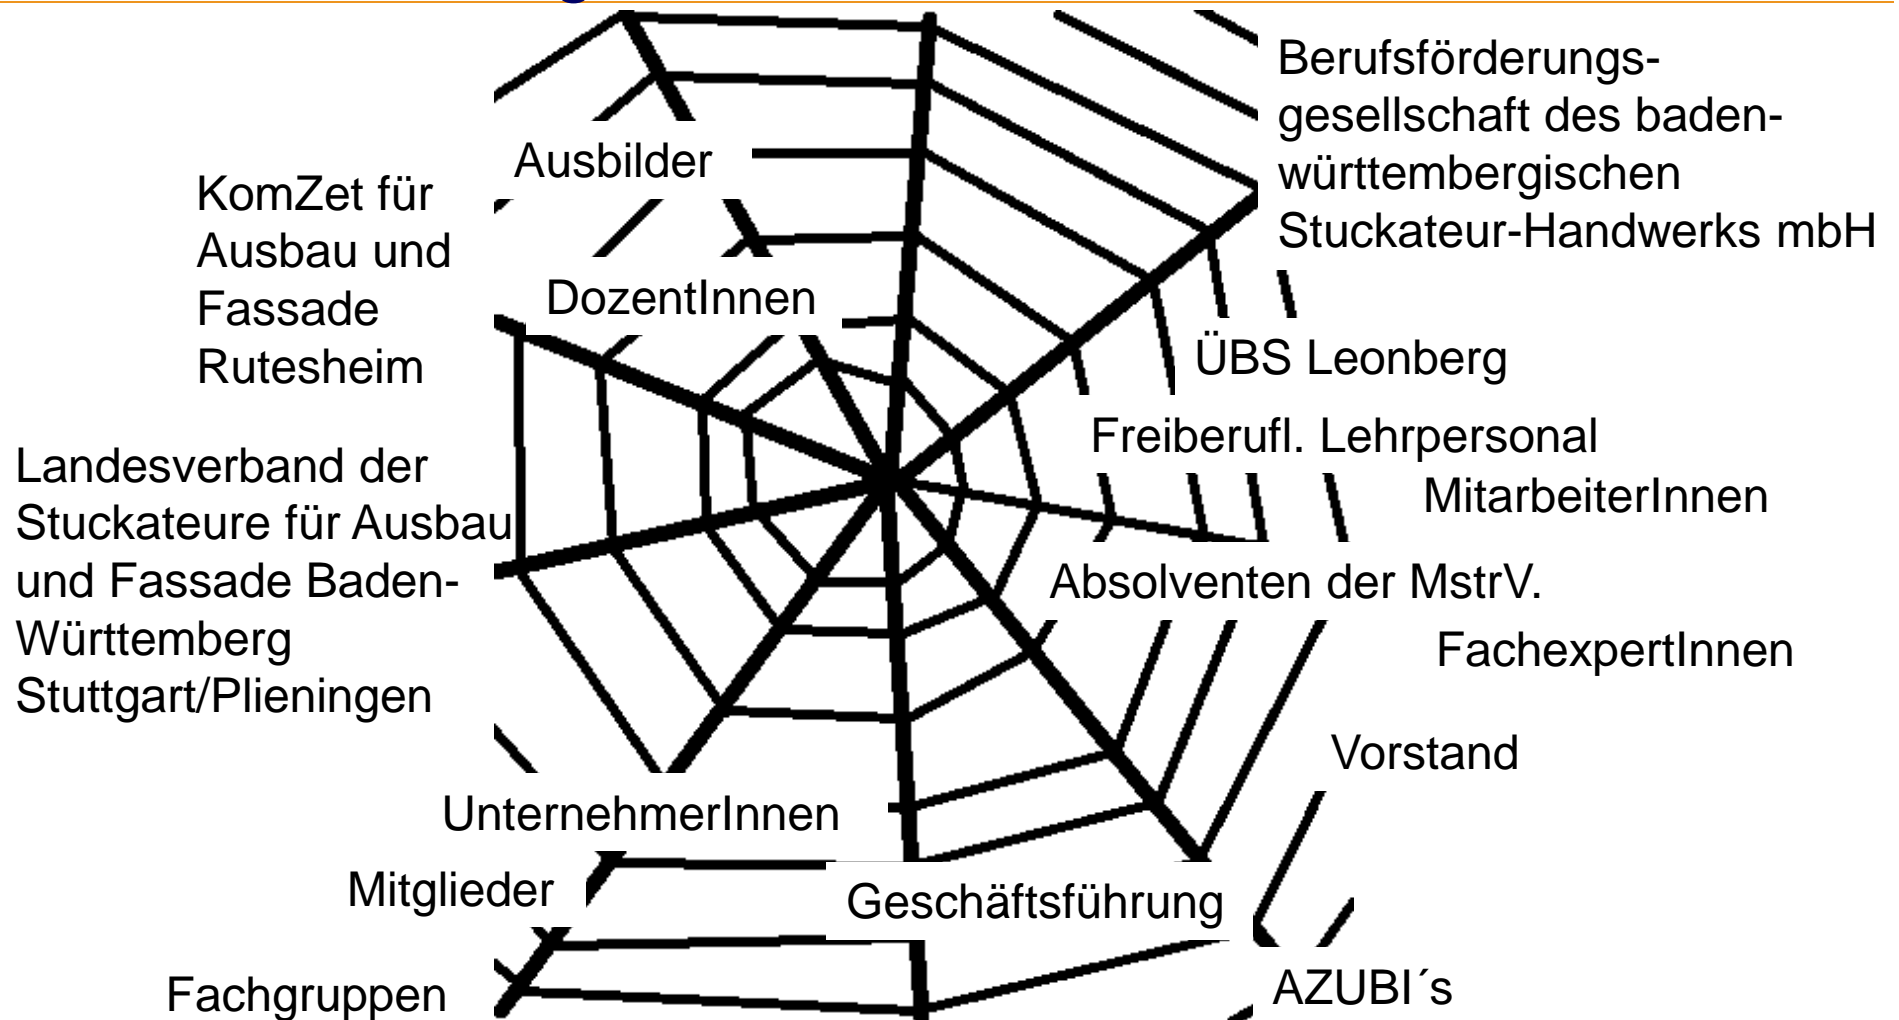 Berufsförderungs-
gesellschaft des baden-
württembergischen
Stuckateur-Handwerks mbH
Ausbilder
KomZet für
Ausbau und
Fassade
Rutesheim
DozentInnen
ÜBS Leonberg
Freiberufl. Lehrpersonal
MitarbeiterInnen
Landesverband der
Stuckateure für Ausbau
und Fassade Baden-
Württemberg
Stuttgart/Plieningen
Absolventen der MstrV.
FachexpertInnen
Vorstand
UnternehmerInnen
Mitglieder
Geschäftsführung
Fachgruppen
AZUBI´s